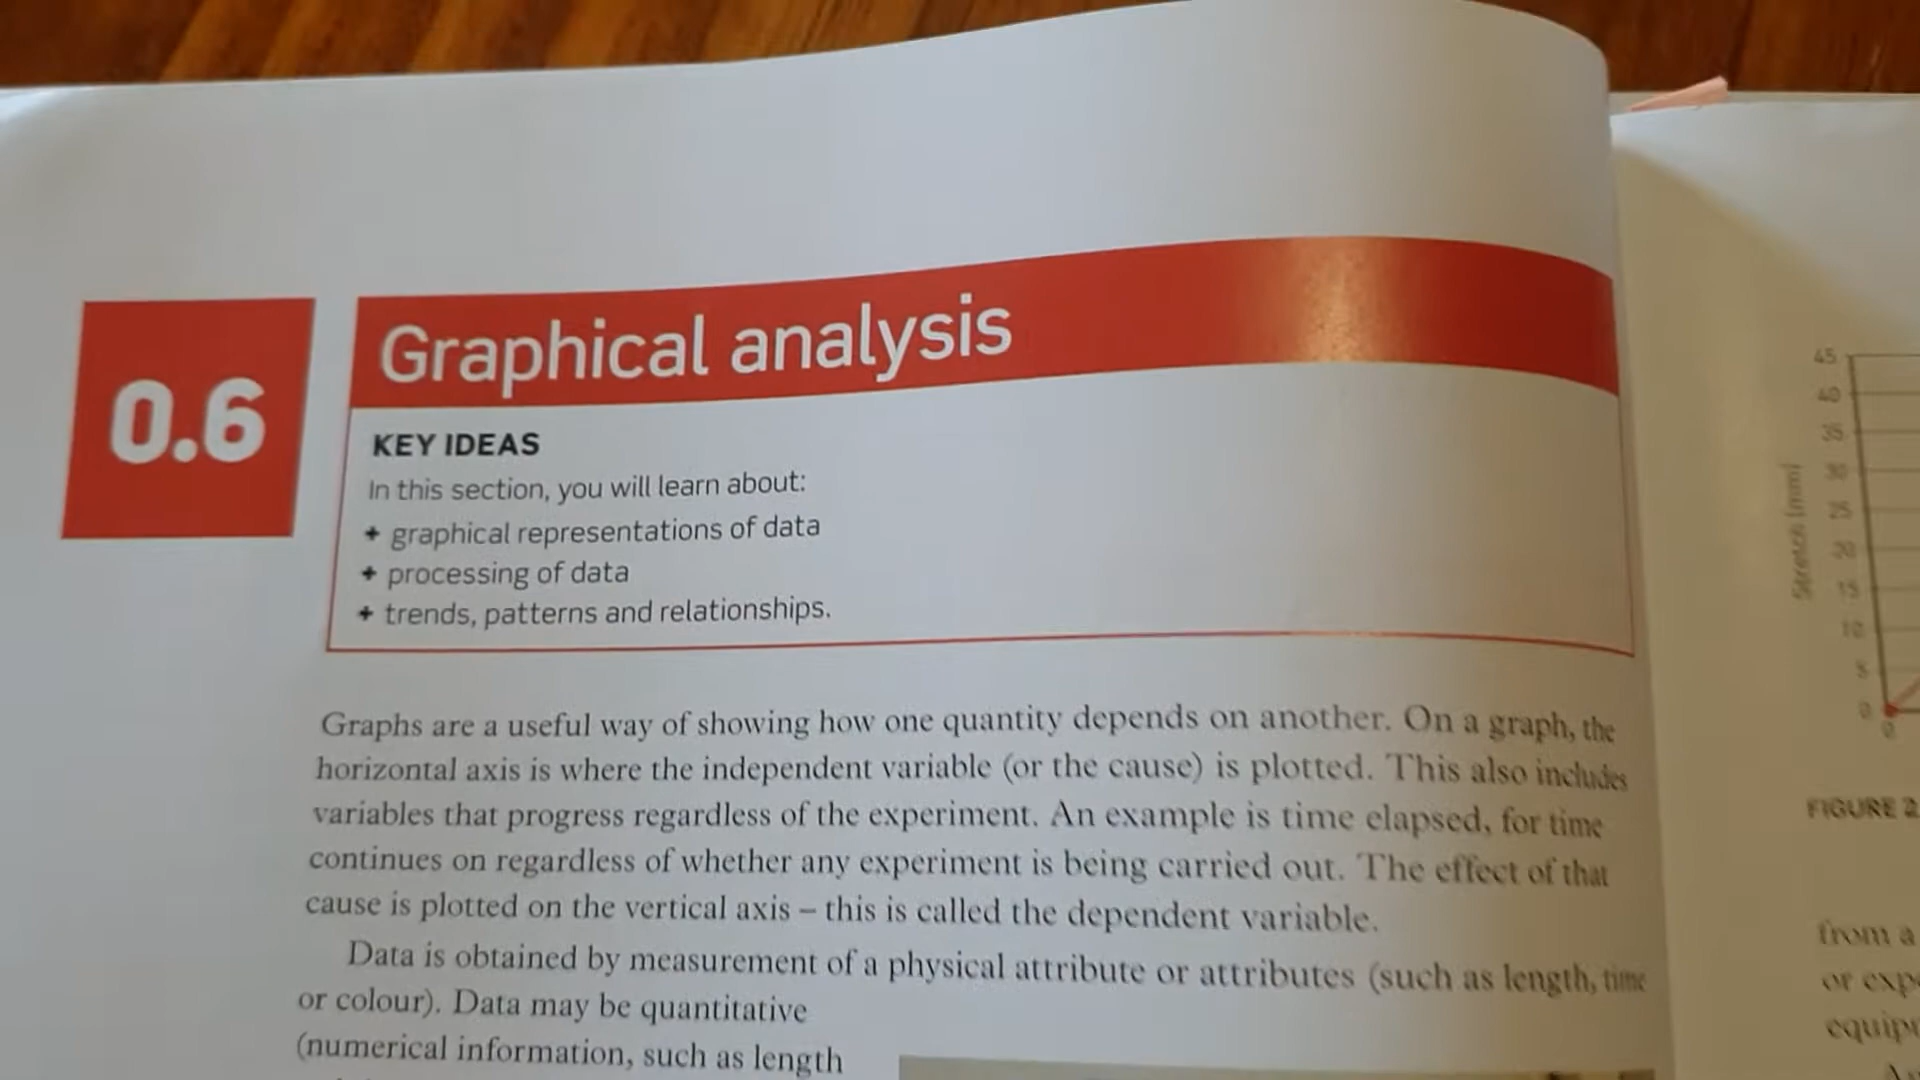 0.6
Graphical analysis
KEY IDEAS
In this section, you will learn about:
+ graphical representations of data
+ processing of data
+ trends, patterns and relationships.
Graphs are a useful way of showing how one quantity depends on another. On a graph, the
horizontal axis is where the independent variable (or the cause) is plotted. This also includes
variables that progress regardless of the experiment. An example is time elapsed, for time
continues on regardless of whether any experiment is being carried out. The effect of that
cause is plotted on the vertical axis – this is called the dependent variable.
Data is obtained by measurement of a physical attribute or attributes (such as length, time
or colour). Data may be quantitative
(numerical information, such as length
45
40
35
30
25
20
15
10
5
0
0
Stretch (mm)
FIGURE 2
from a
or